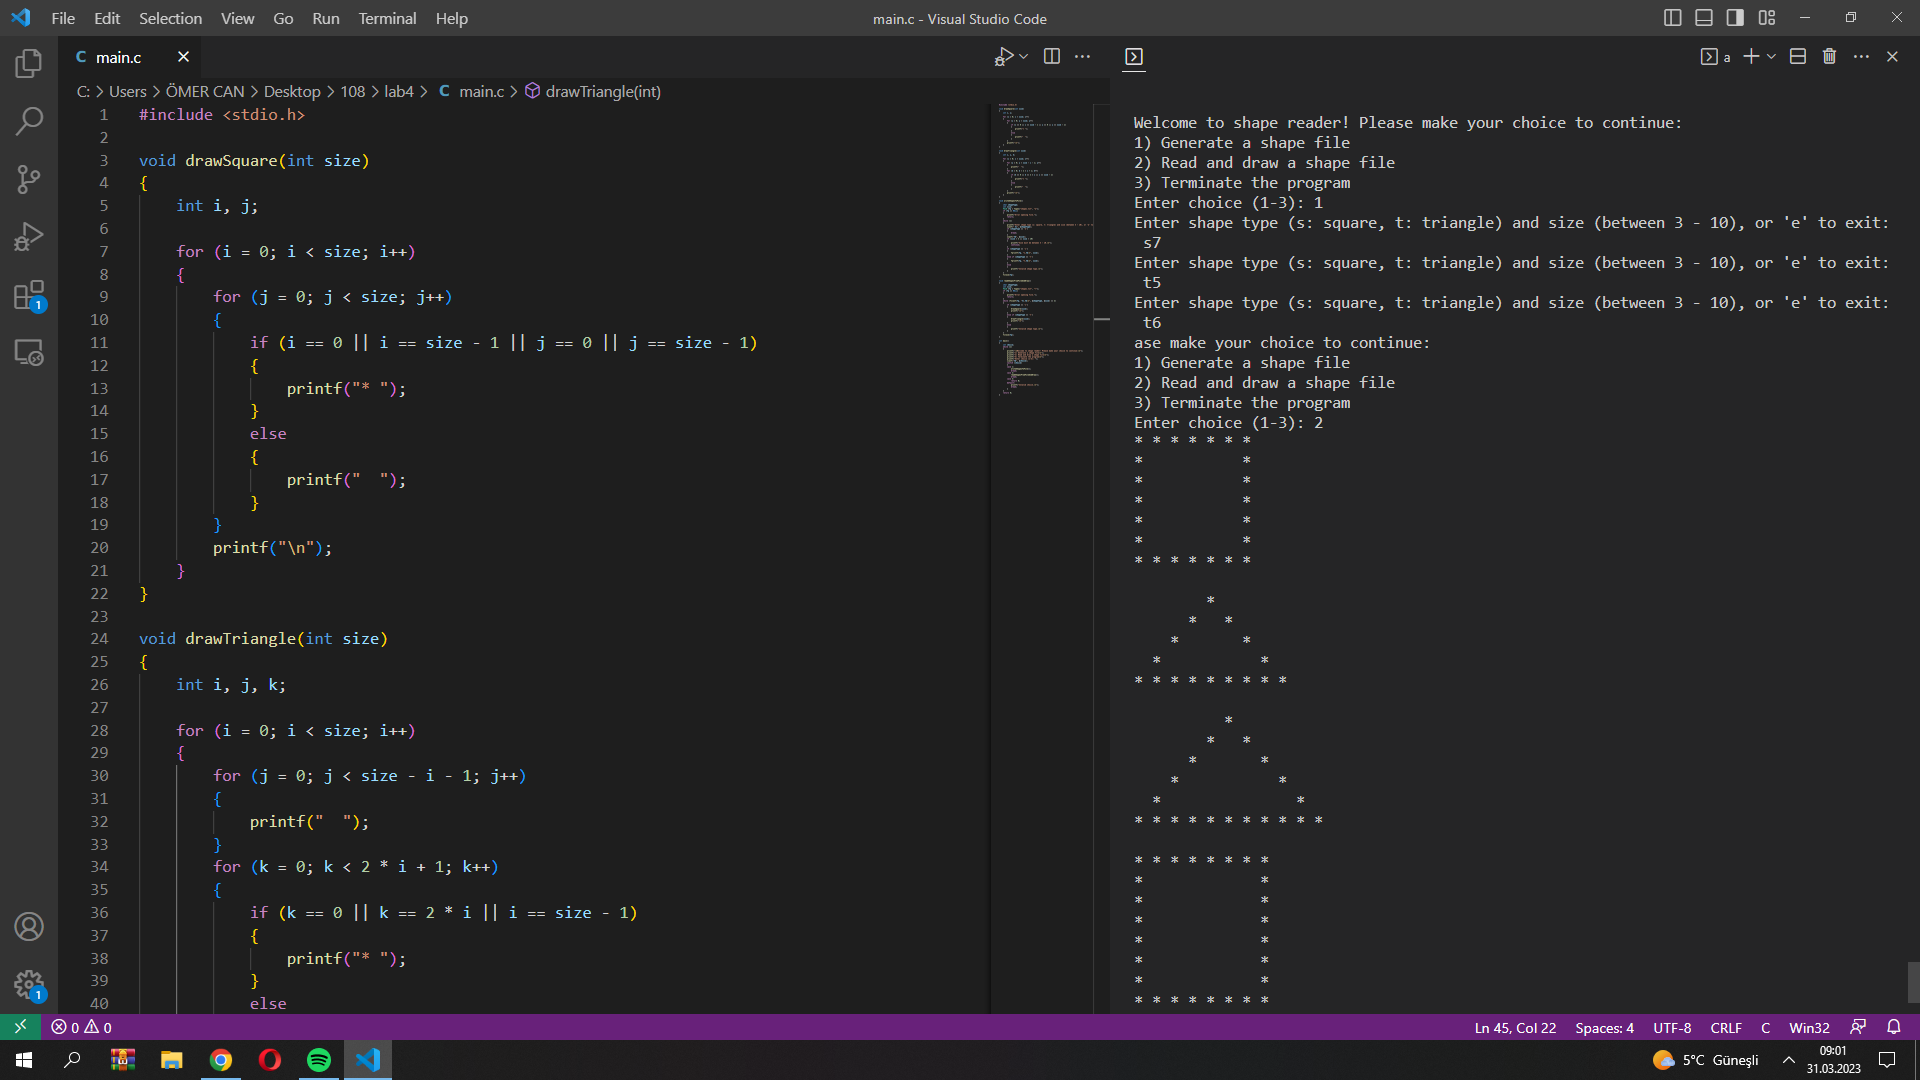 File Edit Selection View Go Run Terminal Help
main.c - Visual Studio Code
C main.c
a
C: > Users > ÖMER CAN > Desktop > 108 > lab4 > C main.c > drawTriangle(int)
1 #include <stdio.h>
2
3 void drawSquare(int size)
4 {
5     int i, j;
6
7     for (i = 0; i < size; i++)
8     {
9         for (j = 0; j < size; j++)
10         {
11             if (i == 0 || i == size - 1 || j == 0 || j == size - 1)
12             {
13                 printf("* ");
14             }
15             else
16             {
17                 printf("  ");
18             }
19         }
20         printf("\n");
21     }
22 }
23
24 void drawTriangle(int size)
25 {
26     int i, j, k;
27
28     for (i = 0; i < size; i++)
29     {
30         for (j = 0; j < size - i - 1; j++)
31         {
32             printf("  ");
33         }
34         for (k = 0; k < 2 * i + 1; k++)
35         {
36             if (k == 0 || k == 2 * i || i == size - 1)
37             {
38                 printf("* ");
39             }
40             else
Welcome to shape reader! Please make your choice to continue:
1) Generate a shape file
2) Read and draw a shape file
3) Terminate the program
Enter choice (1-3): 1
Enter shape type (s: square, t: triangle) and size (between 3 - 10), or 'e' to exit:
 s7
Enter shape type (s: square, t: triangle) and size (between 3 - 10), or 'e' to exit:
 t5
Enter shape type (s: square, t: triangle) and size (between 3 - 10), or 'e' to exit:
 t6
ase make your choice to continue:
1) Generate a shape file
2) Read and draw a shape file
3) Terminate the program
Enter choice (1-3): 2
* * * * * * *
*           *
*           *
*           *
*           *
*           *
* * * * * * *

        *
      *   *
    *       *
  *           *
* * * * * * * * *

          *
        *   *
      *       *
    *           *
  *               *
* * * * * * * * * * *

* * * * * * * *
*             *
*             *
*             *
*             *
*             *
*             *
* * * * * * * *
0 0
Ln 45, Col 22 Spaces: 4 UTF-8 CRLF C Win32
5°C Güneşli
09:01
31.03.2023